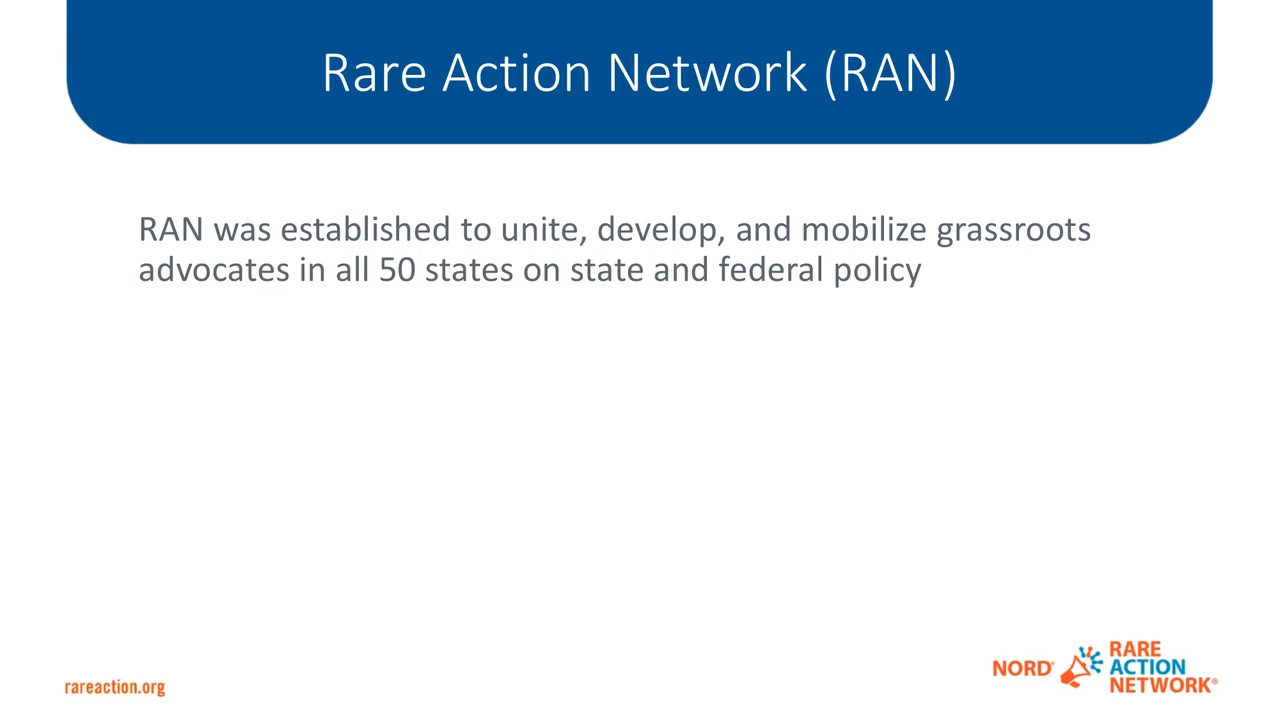 Rare Action Network (RAN)
RAN was established to unite, develop, and mobilize grassroots
advocates in all 50 states on state and federal policy
rareaction.org
NORD®
RARE
ACTION
NETWORK®